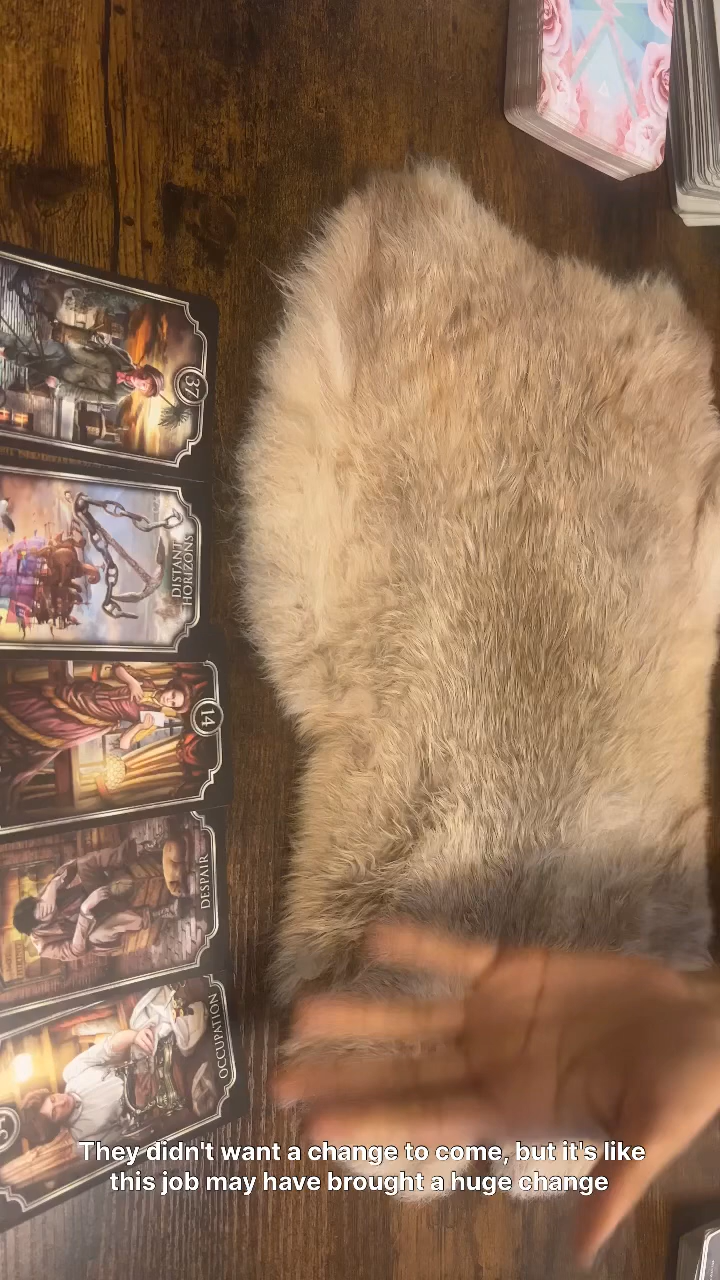 37
DISTANT
HORIZONS
14
DESPAIR
OCCUPATION
They didn't want a change to come, but it's like
this job may have brought a huge change